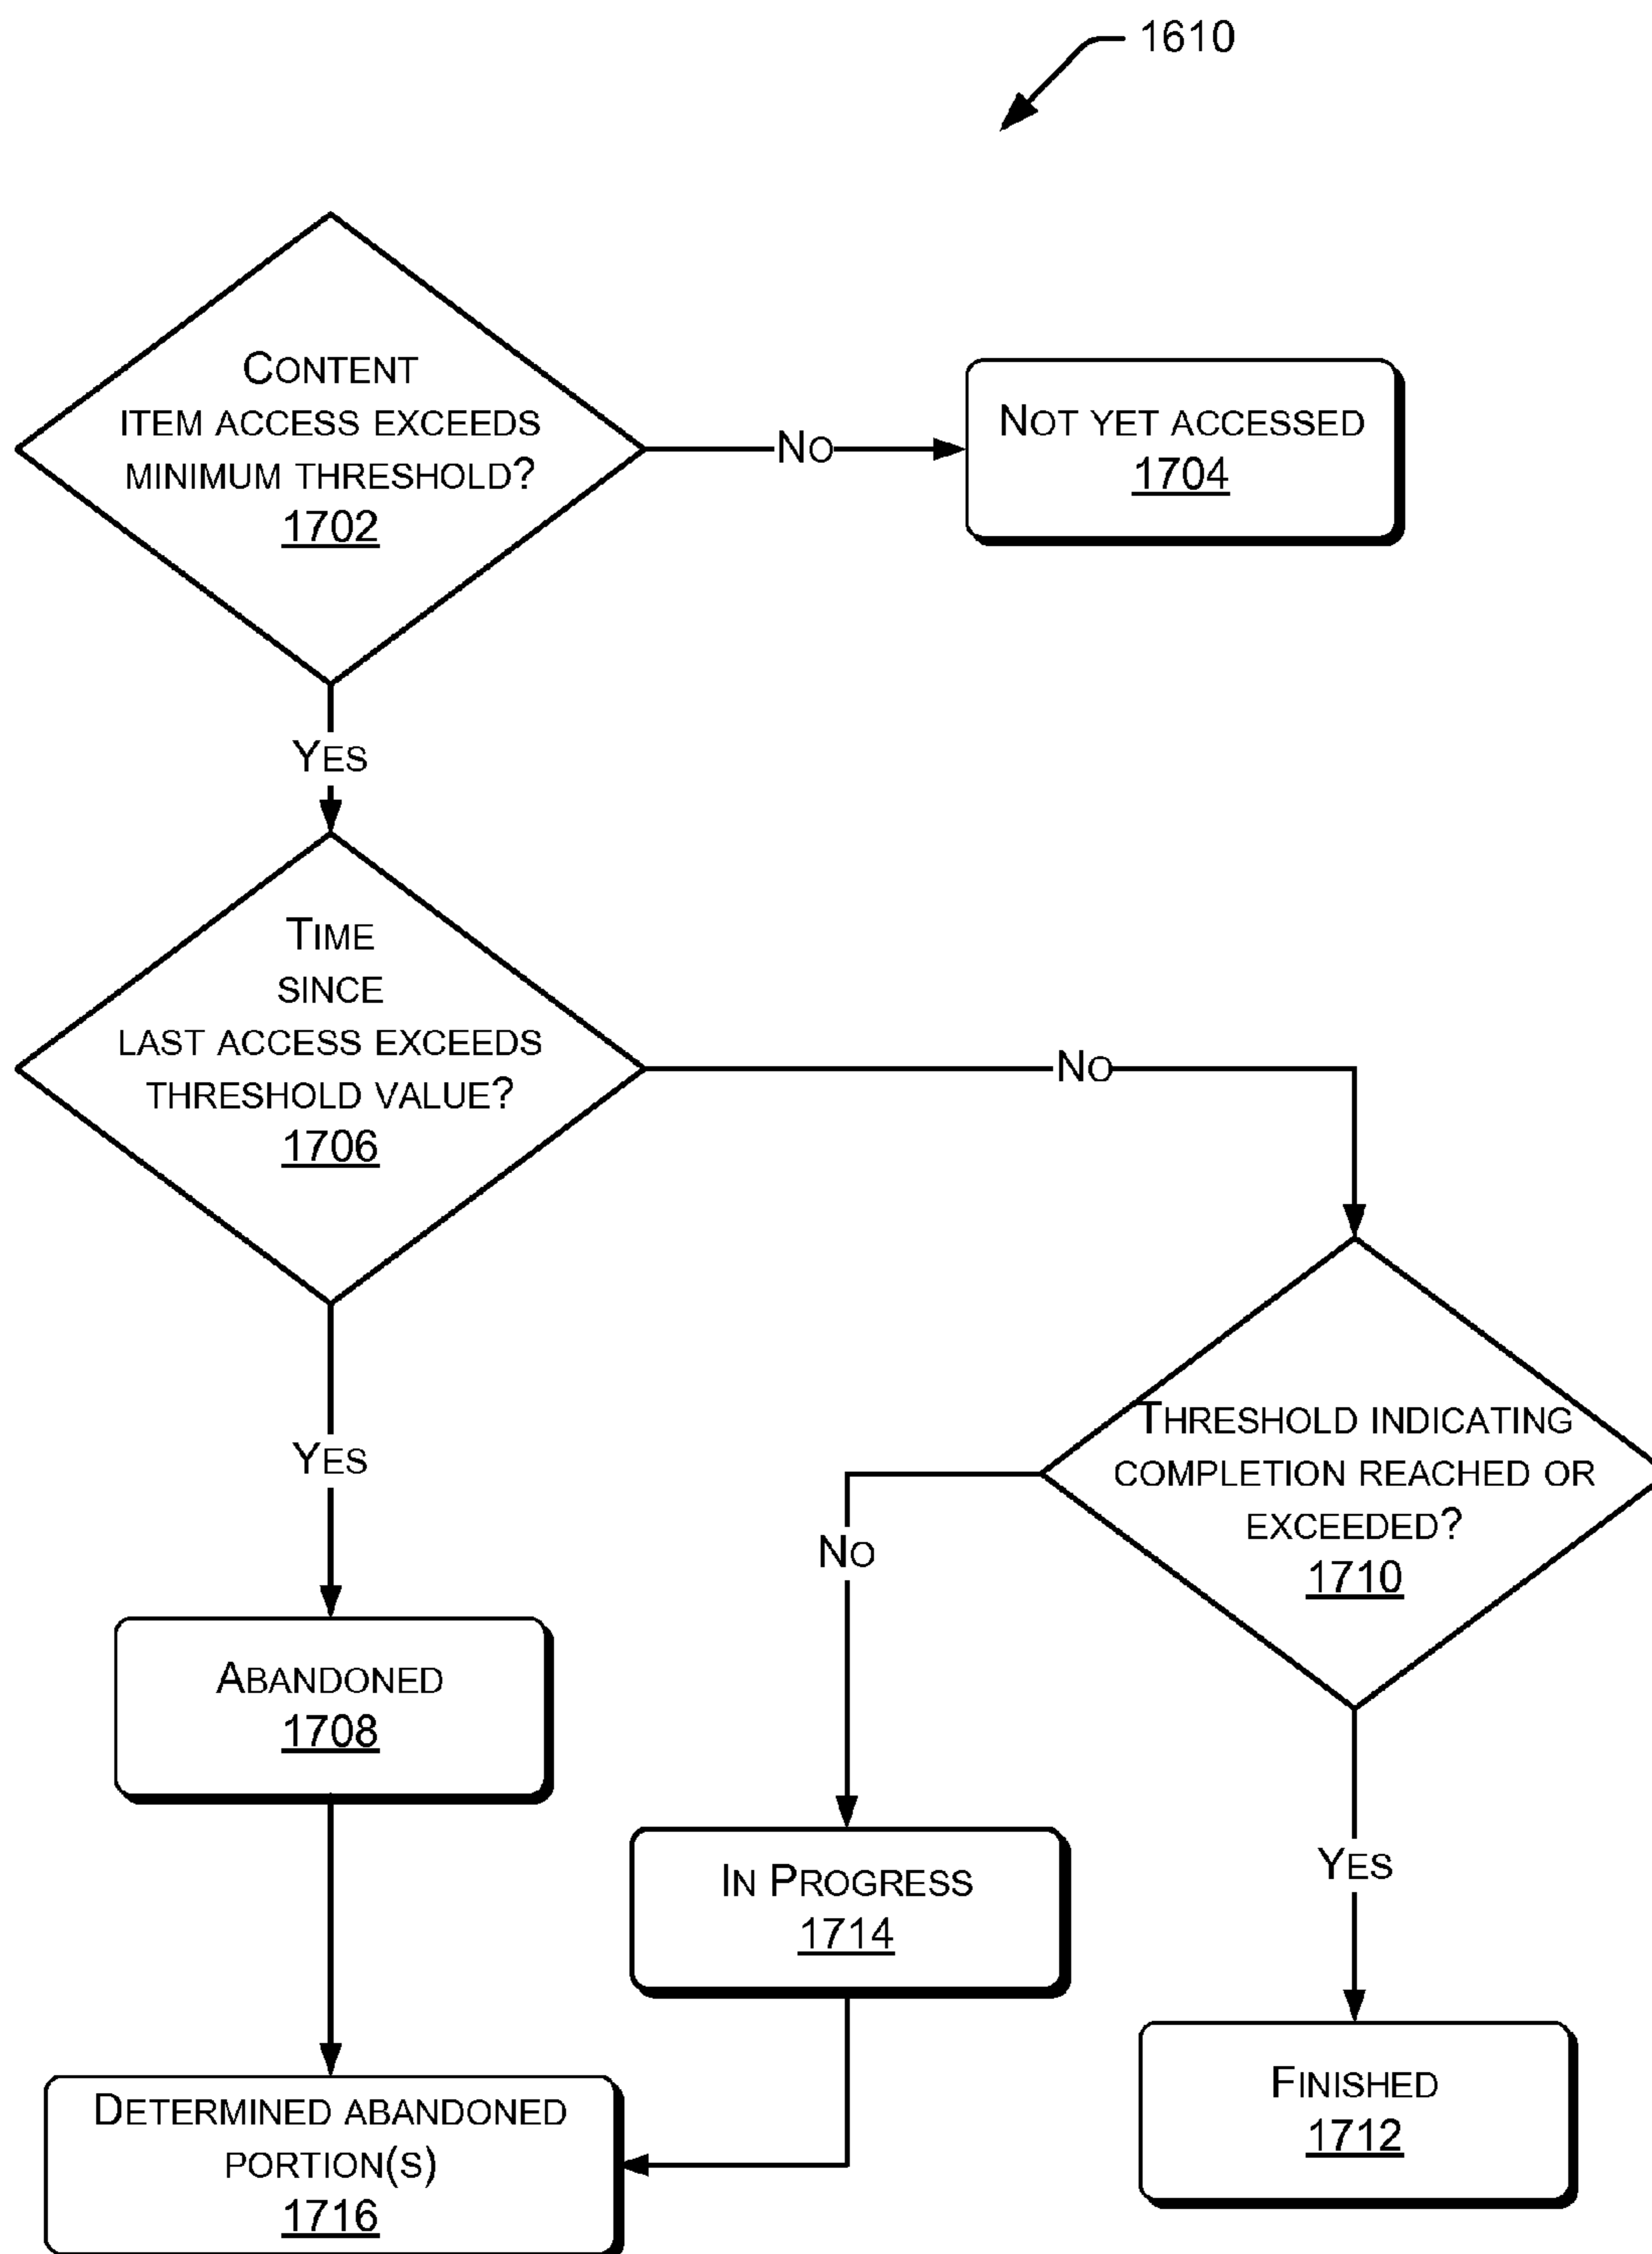 1610
CONTENT
ITEM ACCESS EXCEEDS
MINIMUM THRESHOLD?
1702
NO
NOT YET ACCESSED
1704
YES
TIME
SINCE
LAST ACCESS EXCEEDS
THRESHOLD VALUE?
1706
NO
YES
THRESHOLD INDICATING
COMPLETION REACHED OR
EXCEEDED?
1710
NO
ABANDONED
1708
IN PROGRESS
1714
YES
FINISHED
1712
DETERMINED ABANDONED
PORTION(S)
1716